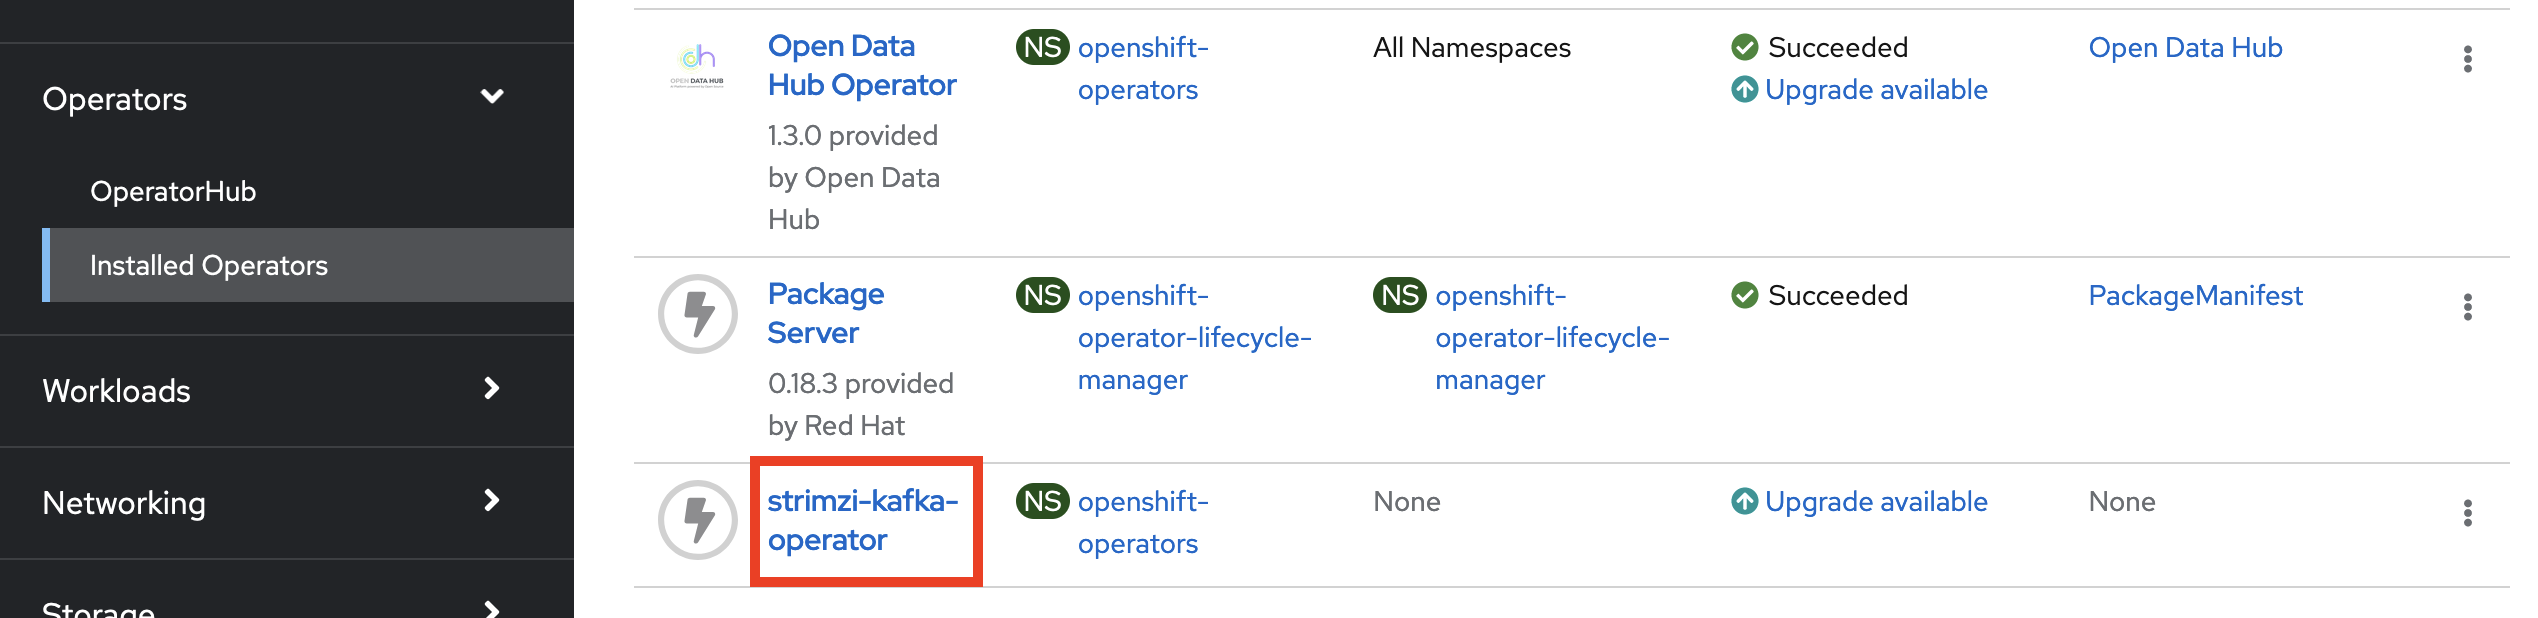 Operators
OperatorHub
Installed Operators
Workloads
Networking
Storage
OPEN DATA HUB
Open Data
Hub Operator
1.3.0 provided
by Open Data
Hub
NS openshift-
operators
All Namespaces
Succeeded
Upgrade available
Open Data Hub
Package
Server
0.18.3 provided
by Red Hat
NS openshift-
operator-lifecycle-
manager
NS openshift-
operator-lifecycle-
manager
Succeeded
PackageManifest
strimzi-kafka-
operator
NS openshift-
operators
None
Upgrade available
None